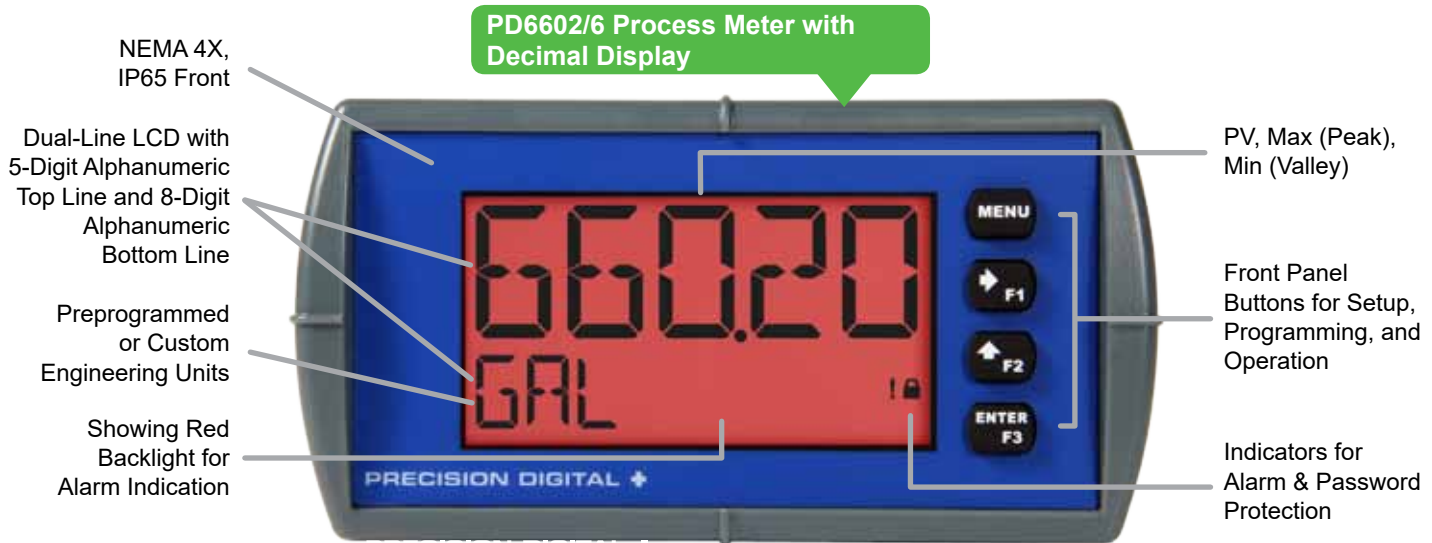 PD6602/6 Process Meter with
Decimal Display
NEMA 4X,
IP65 Front
Dual-Line LCD with
5-Digit Alphanumeric
Top Line and 8-Digit
Alphanumeric
Bottom Line
Preprogrammed
or Custom
Engineering Units
Showing Red
Backlight for
Alarm Indication
660.20
GAL
!
PRECISION DIGITAL
MENU
F1
F2
ENTER
F3
PV, Max (Peak),
Min (Valley)
Front Panel
Buttons for Setup,
Programming, and
Operation
Indicators for
Alarm & Password
Protection